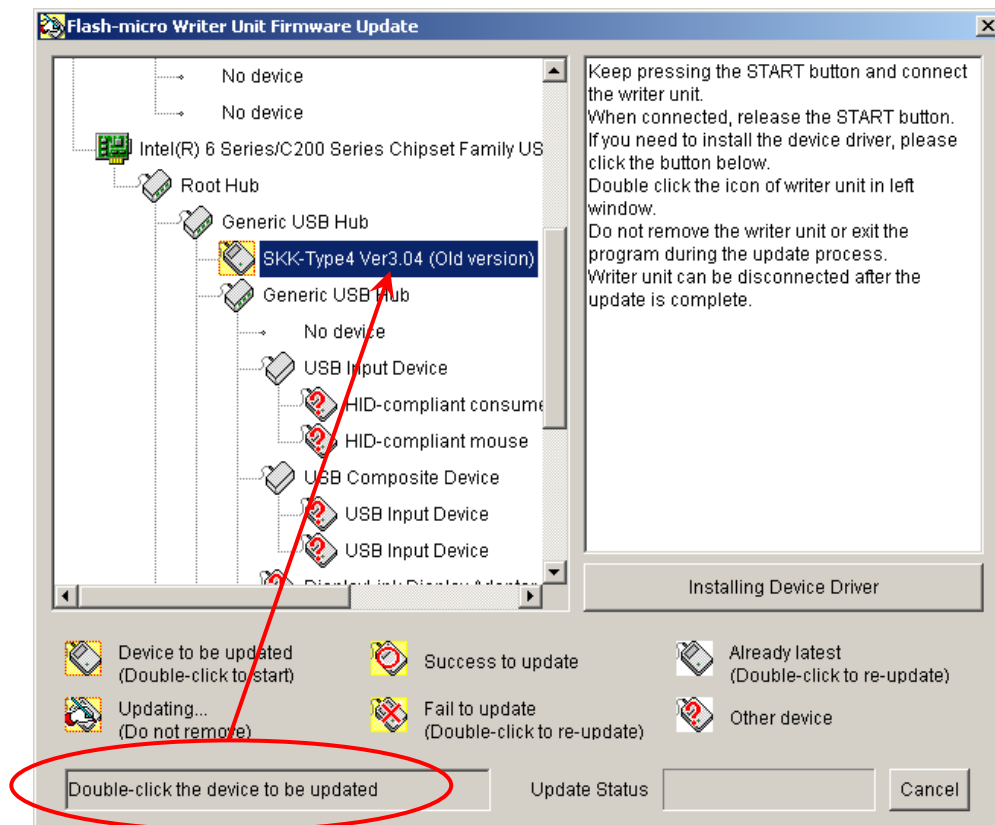 Flash-micro Writer Unit Firmware Update
No device
No device
Intel(R) 6 Series/C200 Series Chipset Family US
Root Hub
Generic USB Hub
SKK-Type4 Ver3.04 (Old version)
Generic USB Hub
No device
USB Input Device
HID-compliant consume
HID-compliant mouse
USB Composite Device
USB Input Device
USB Input Device
DisplayLink Display Adapter
Keep pressing the START button and connect
the writer unit.
When connected, release the START button.
If you need to install the device driver, please
click the button below.
Double click the icon of writer unit in left
window.
Do not remove the writer unit or exit the
program during the update process.
Writer unit can be disconnected after the
update is complete.
Installing Device Driver
Device to be updated
(Double-click to start)
Success to update
Already latest
(Double-click to re-update)
Updating...
(Do not remove)
Fail to update
(Double-click to re-update)
Other device
Double-click the device to be updated
Update Status
Cancel